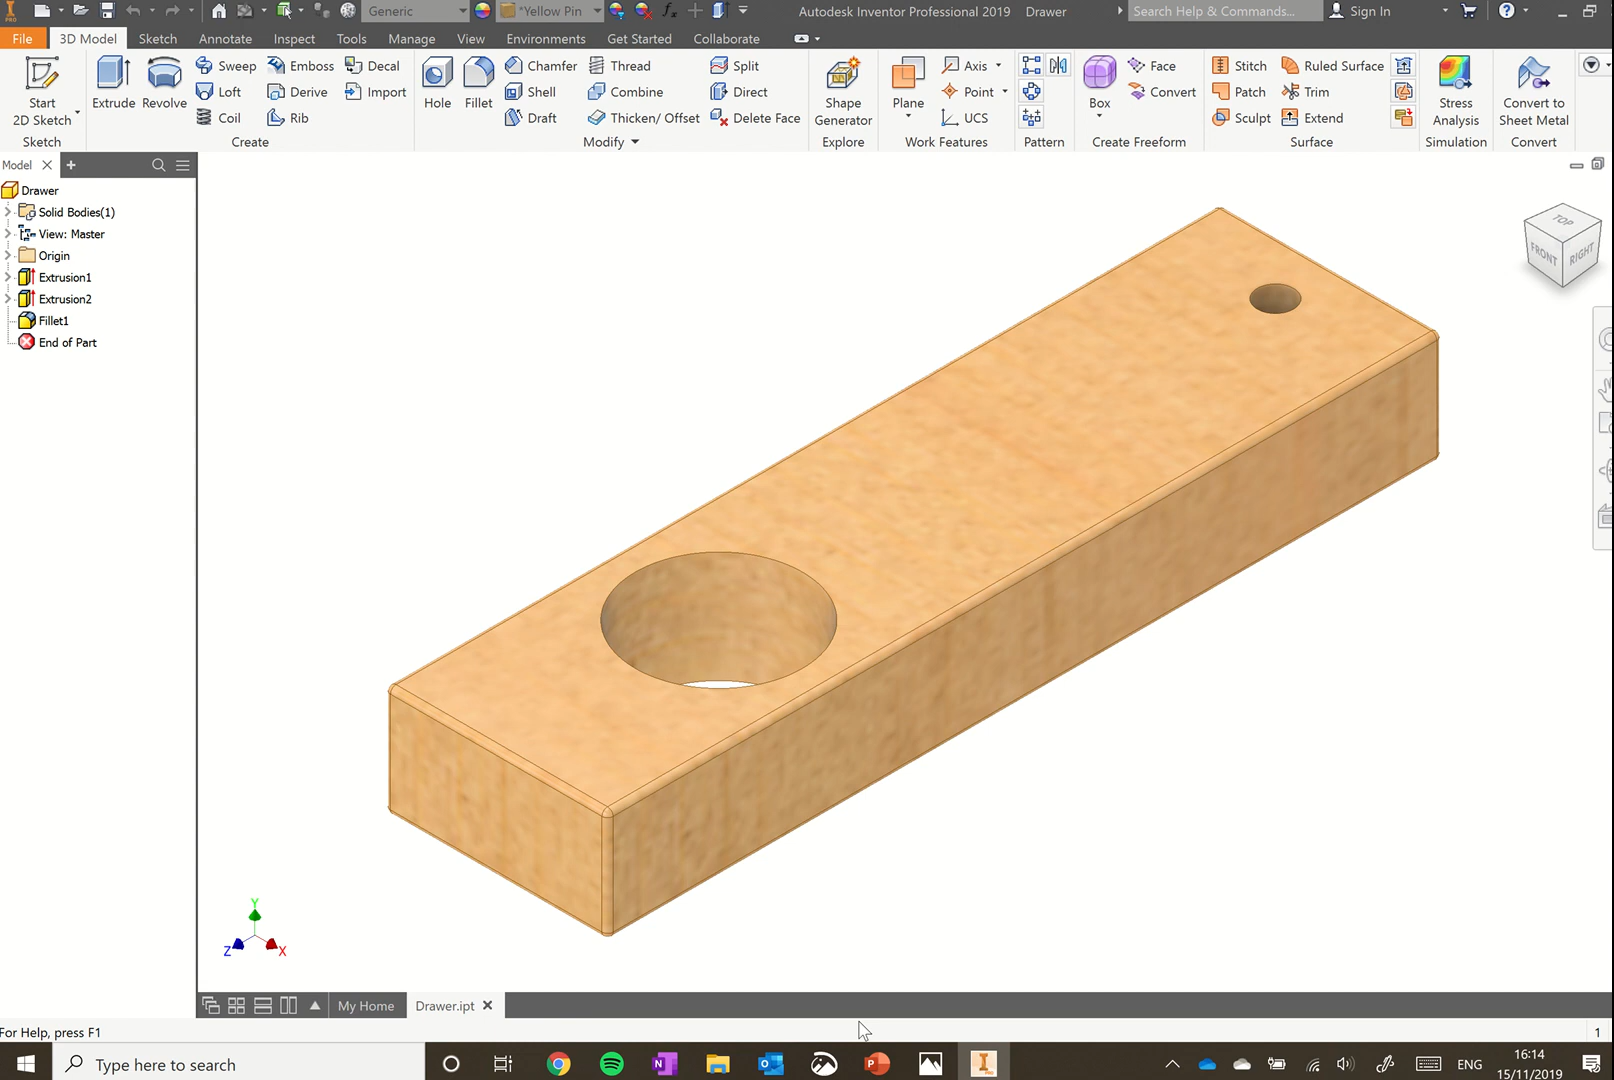 Generic
*Yellow Pin
Autodesk Inventor Professional 2019 Drawer
Search Help & Commands...
Sign In
File 3D Model Sketch Annotate Inspect Tools Manage View Environments Get Started Collaborate
Start
2D Sketch
Extrude
Revolve
Sweep
Loft
Coil
Emboss
Derive
Rib
Decal
Import
Hole
Fillet
Chamfer
Shell
Draft
Thread
Combine
Thicken/ Offset
Split
Direct
Delete Face
Shape
Generator
Plane
Axis
Point
UCS
Box
Face
Convert
Stitch
Patch
Sculpt
Ruled Surface
Trim
Extend
Stress
Analysis
Convert to
Sheet Metal
Sketch Create Modify Explore Work Features Pattern Create Freeform Surface Simulation Convert
Model
Drawer
Solid Bodies(1)
View: Master
Origin
Extrusion1
Extrusion2
Fillet1
End of Part
TOP
FRONT
RIGHT
Y
Z
X
My Home
Drawer.ipt
For Help, press F1
1
Type here to search
ENG
16:14
15/11/2019